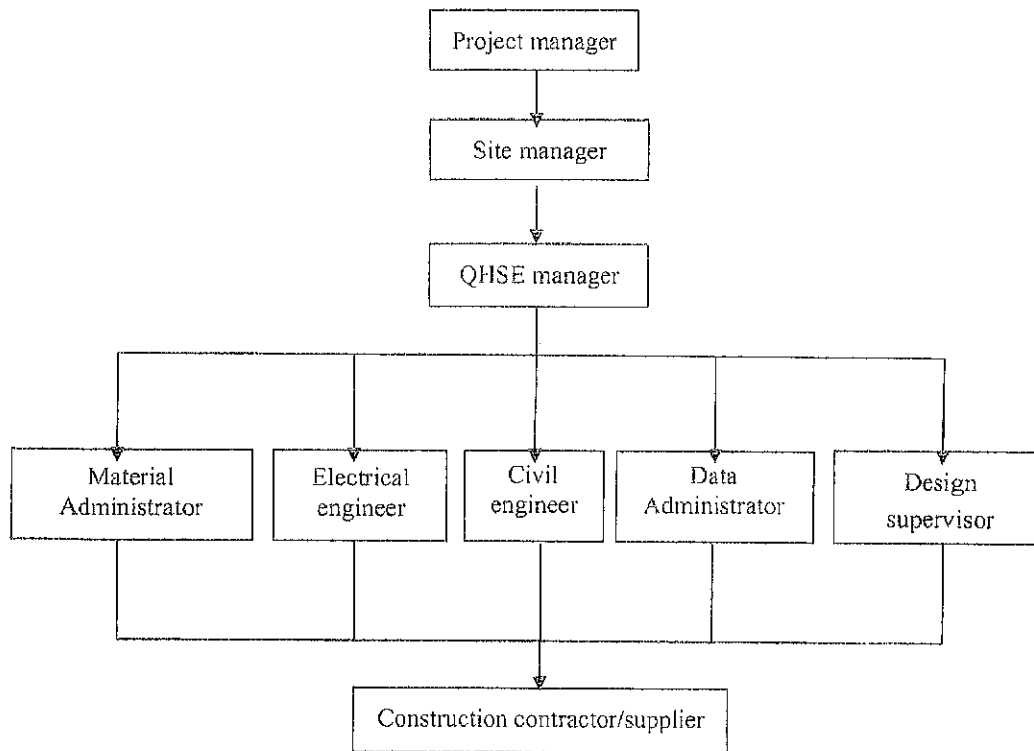 Project manager
Site manager
QHSE manager
Material
Administrator
Electrical
engineer
Civil
engineer
Data
Administrator
Design
supervisor
Construction contractor/supplier